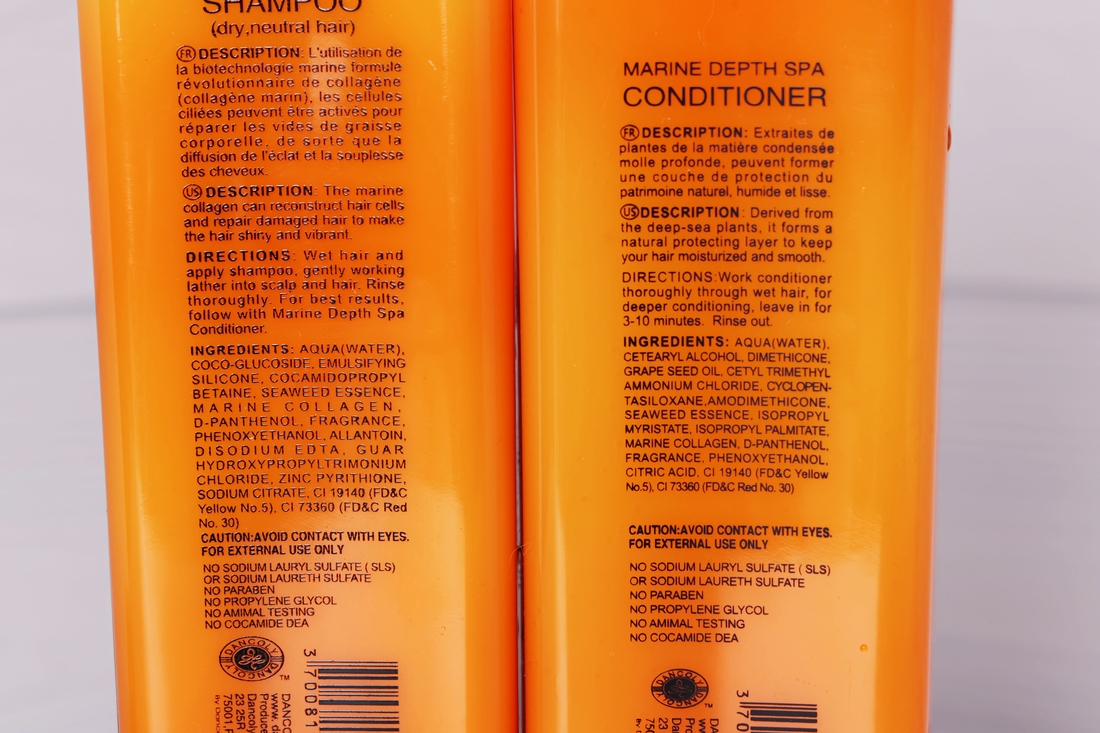 SHAMPOO
(dry,neutral hair)
FR DESCRIPTION: L'utilisation de
la biotechnologie marine formule
révolutionnaire de collagène
(collagène marin), les cellules
ciliées peuvent être activés pour
réparer les vides de graisse
corporelle, de sorte que la
diffusion de l'éclat et la souplesse
des cheveux.
US DESCRIPTION: The marine
collagen can reconstruct hair cells
and repair damaged hair to make
the hair shiny and vibrant.
DIRECTIONS: Wet hair and
apply shampoo, gently working
lather into scalp and hair. Rinse
thoroughly. For best results,
follow with Marine Depth Spa
Conditioner.
INGREDIENTS: AQUA(WATER),
COCO-GLUCOSIDE, EMULSIFYING
SILICONE, COCAMIDOPROPYL
BETAINE, SEAWEED ESSENCE,
MARINE COLLAGEN,
D-PANTHENOL, FRAGRANCE,
PHENOXYETHANOL, ALLANTOIN,
DISODIUM EDTA, GUAR
HYDROXYPROPYLTRIMONIUM
CHLORIDE, ZINC PYRITHIONE,
SODIUM CITRATE, CI 19140 (FD&C
Yellow No.5), CI 73360 (FD&C Red
No. 30)
CAUTION:AVOID CONTACT WITH EYES.
FOR EXTERNAL USE ONLY
NO SODIUM LAURYL SULFATE ( SLS)
OR SODIUM LAURETH SULFATE
NO PARABEN
NO PROPYLENE GLYCOL
NO AMIMAL TESTING
NO COCAMIDE DEA
DANCOLY
DANCOLY
TM
3 70081
MARINE DEPTH SPA
CONDITIONER
FR DESCRIPTION: Extraites de
plantes de la matière condensée
molle profonde, peuvent former
une couche de protection du
patrimoine naturel, humide et lisse.
US DESCRIPTION: Derived from
the deep-sea plants, it forms a
natural protecting layer to keep
your hair moisturized and smooth.
DIRECTIONS:Work conditioner
thoroughly through wet hair, for
deeper conditioning, leave in for
3-10 minutes. Rinse out.
INGREDIENTS: AQUA(WATER),
CETEARYL ALCOHOL, DIMETHICONE,
GRAPE SEED OIL, CETYL TRIMETHYL
AMMONIUM CHLORIDE, CYCLOPEN-
TASILOXANE,AMODIMETHICONE,
SEAWEED ESSENCE, ISOPROPYL
MYRISTATE, ISOPROPYL PALMITATE,
MARINE COLLAGEN, D-PANTHENOL,
FRAGRANCE, PHENOXYETHANOL,
CITRIC ACID, CI 19140 (FD&C Yellow
No.5), CI 73360 (FD&C Red No. 30)
CAUTION:AVOID CONTACT WITH EYES.
FOR EXTERNAL USE ONLY
NO SODIUM LAURYL SULFATE ( SLS)
OR SODIUM LAURETH SULFATE
NO PARABEN
NO PROPYLENE GLYCOL
NO AMIMAL TESTING
NO COCAMIDE DEA
DANCOLY
DANCOLY
TM
3 70